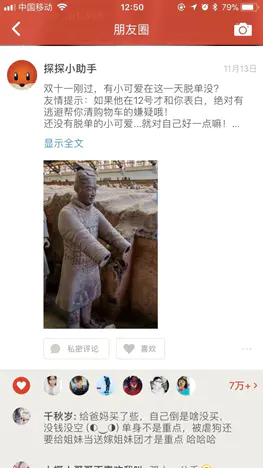 中国移动 12:50 79%
朋友圈
探探小助手 11月13日
双十一刚过，有小可爱在这一天脱单没？
友情提示：如果他在12号才和你表白，绝对有
逃避帮你清购物车的嫌疑哦！
还没有脱单的小可爱...就对自己好一点嘛！...
显示全文
私密评论 喜欢
7万+
千秋岁: 给爸妈买了些，自己倒是啥没买，
没钱没空 (◐‿◑) 单身不是重点，被虐狗还
要给姐妹当送嫁姐妹团才是重点 哈哈哈